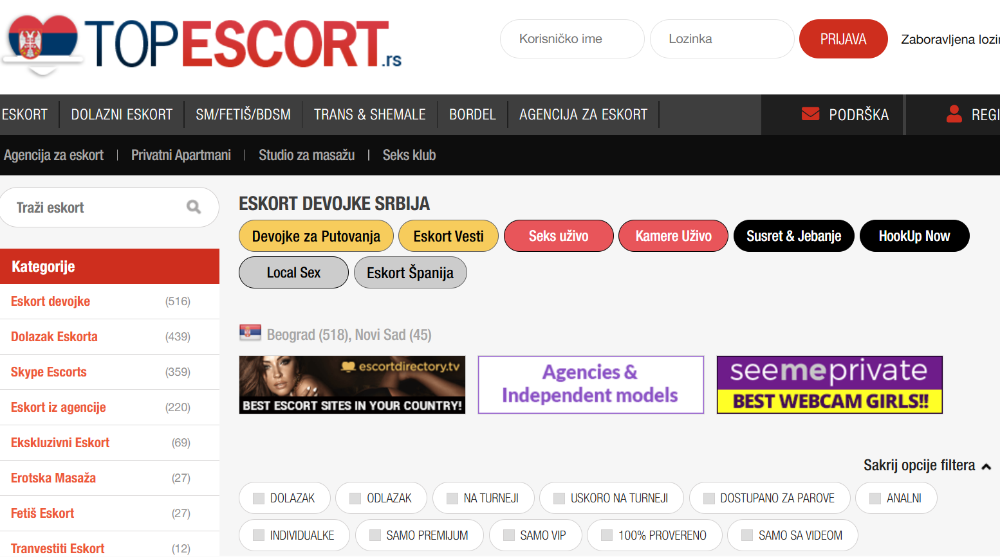 TOPESCORT.rs
Korisničko ime
Lozinka
PRIJAVA
Zaboravljena
ESKORT
DOLAZNI ESKORT
SM/FETIŠ/BDSM
TRANS & SHEMALE
BORDEL
AGENCIJA ZA ESKORT
PODRŠKA
REGI
Agencija za eskort
Privatni Apartmani
Studio za masažu
Seks klub
Traži eskort
Kategorije
Eskort devojke (516)
Dolazak Eskorta (439)
Skype Escorts (359)
Eskort iz agencije (220)
Ekskluzivni Eskort (69)
Erotska Masaža (27)
Fetiš Eskort (27)
Tranvestiti Eskort (12)
ESKORT DEVOJKE SRBIJA
Devojke za Putovanja
Eskort Vesti
Seks uživo
Kamere Uživo
Susret & Jebanje
HookUp Now
Local Sex
Eskort Španija
Beograd (518), Novi Sad (45)
escortdirectory.tv
BEST ESCORT SITES IN YOUR COUNTRY!
Agencies &
Independent models
seemeprivate
BEST WEBCAM GIRLS!!
Sakrij opcije filtera
DOLAZAK
ODLAZAK
NA TURNEJI
USKORO NA TURNEJI
DOSTUPANO ZA PAROVE
ANALNI
INDIVIDUALKE
SAMO PREMIJUM
SAMO VIP
100% PROVERENO
SAMO SA VIDEOM